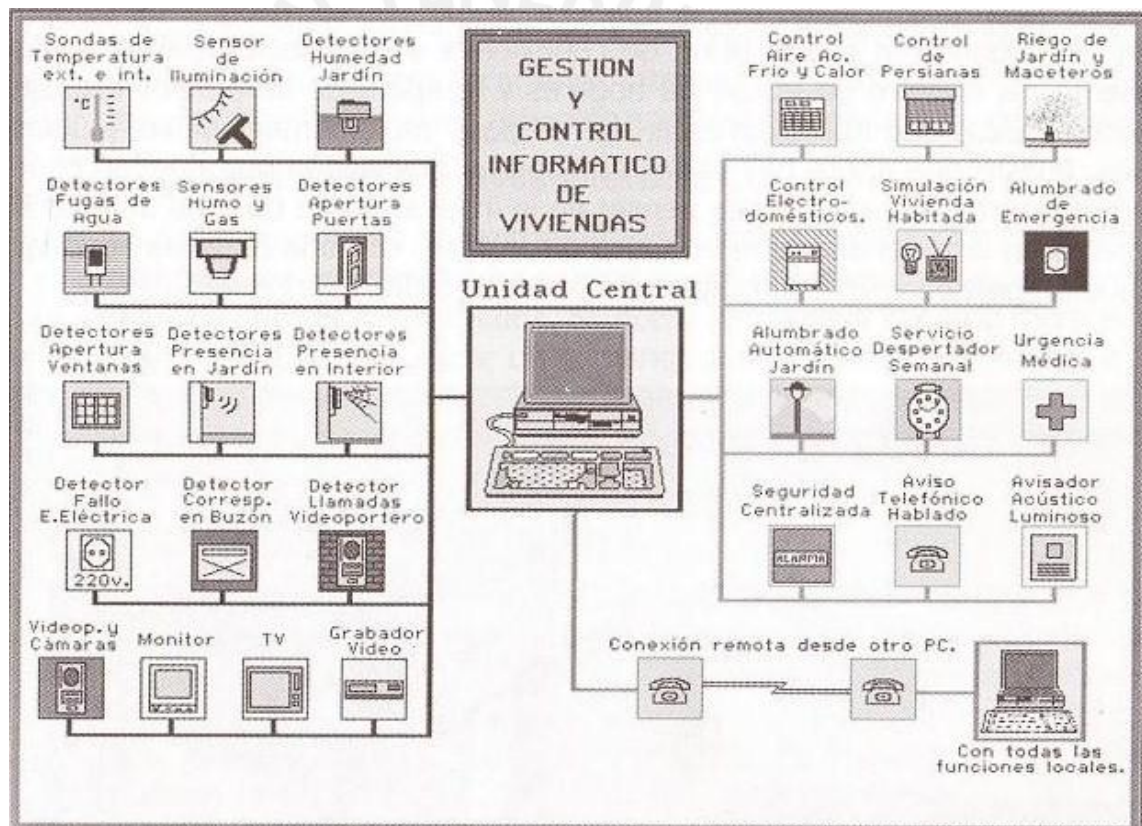 Sondas de
Temperatura
ext. e int.
Sensor
de
Iluminación
Detectores
Humedad
Jardín
GESTION
Y
CONTROL
INFORMATICO
DE
VIVIENDAS
Control
Aire Ac.
Frio y Calor
Control
de
Persianas
Riego de
Jardín y
Maceteros
°C
Detectores
Fugas de
Agua
Sensores
Humo y
Gas
Detectores
Apertura
Puertas
Control
Electro-
domésticos.
Simulación
Vivienda
Habitada
Alumbrado
de
Emergencia
Unidad Central
Detectores
Apertura
Ventanas
Detectores
Presencia
en Jardín
Detectores
Presencia
en Interior
Alumbrado
Automático
Jardín
Servicio
Despertador
Semanal
Urgencia
Médica
Detector
Fallo
E.Eléctrica
220v.
Detector
Corresp.
en Buzón
Detector
Llamadas
Videoportero
Seguridad
Centralizada
ALARMA
Aviso
Telefónico
Hablado
Avisador
Acústico
Luminoso
Videop. y
Cámaras
Monitor
TV
Grabador
Video
Conexión remota desde otro PC.
Con todas las
funciones locales.